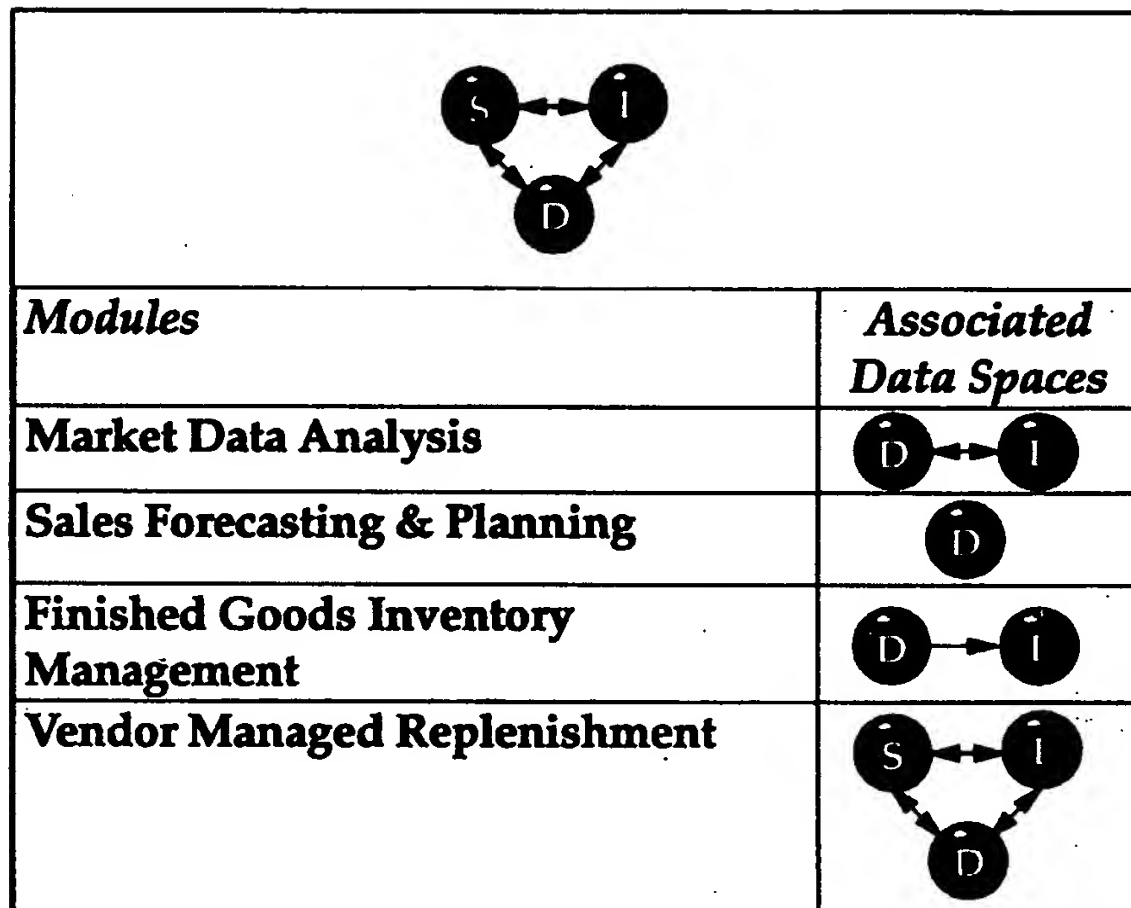 S I
D
Modules
Associated
Data Spaces
Market Data Analysis
D I
Sales Forecasting & Planning
D
Finished Goods Inventory
Management
D I
Vendor Managed Replenishment
S I
D